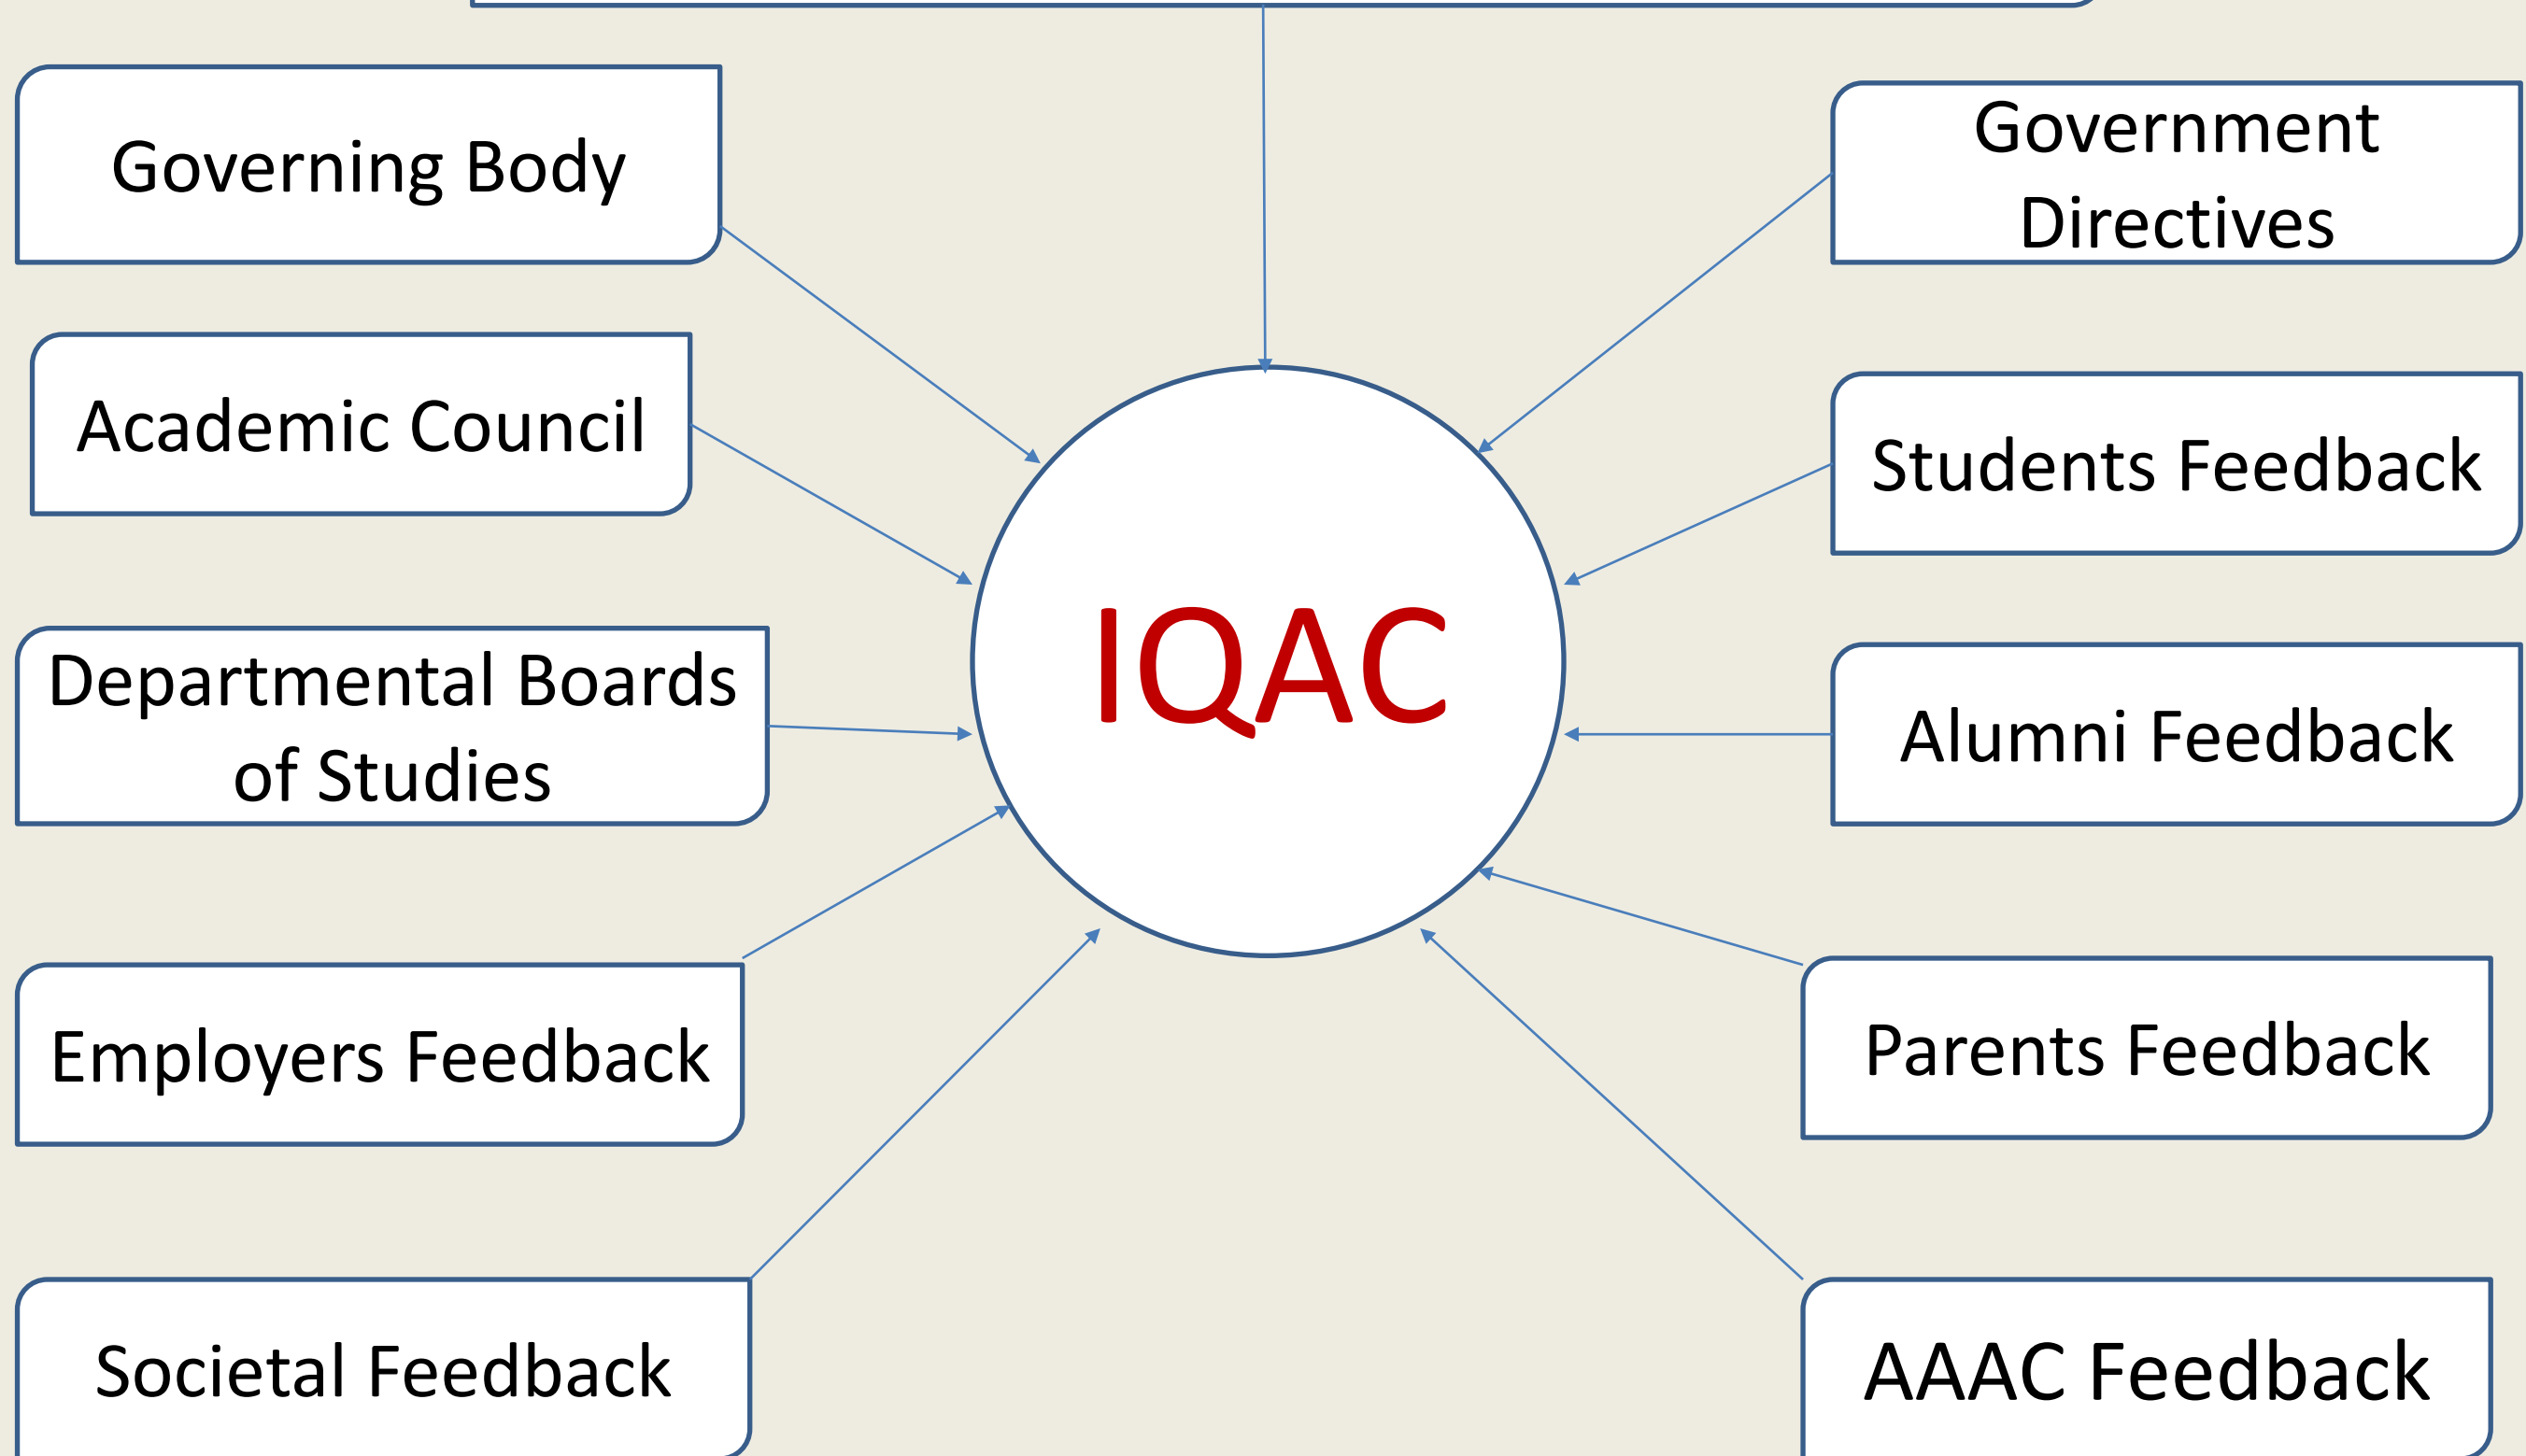 Governing Body
Government
Directives
Academic Council
Students Feedback
IQAC
Departmental Boards
of Studies
Alumni Feedback
Employers Feedback
Parents Feedback
Societal Feedback
AAAC Feedback